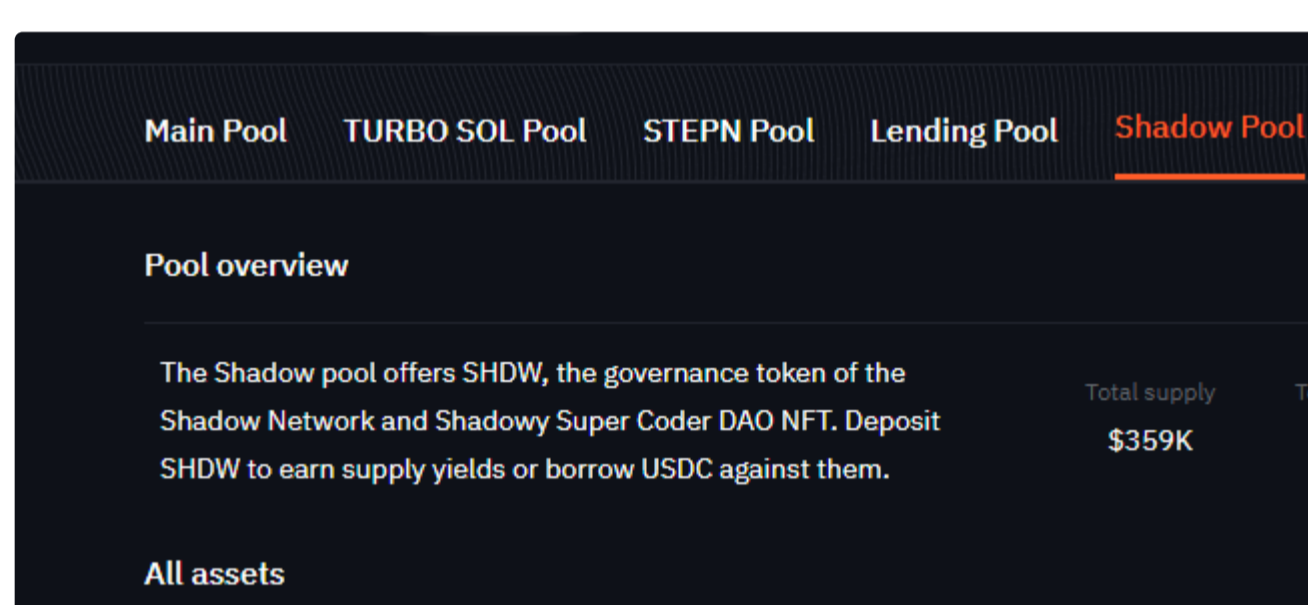 Main Pool TURBO SOL Pool STEPN Pool Lending Pool Shadow Pool
Pool overview
The Shadow pool offers SHDW, the governance token of the
Shadow Network and Shadowy Super Coder DAO NFT. Deposit
SHDW to earn supply yields or borrow USDC against them.
Total supply
$359K
All assets